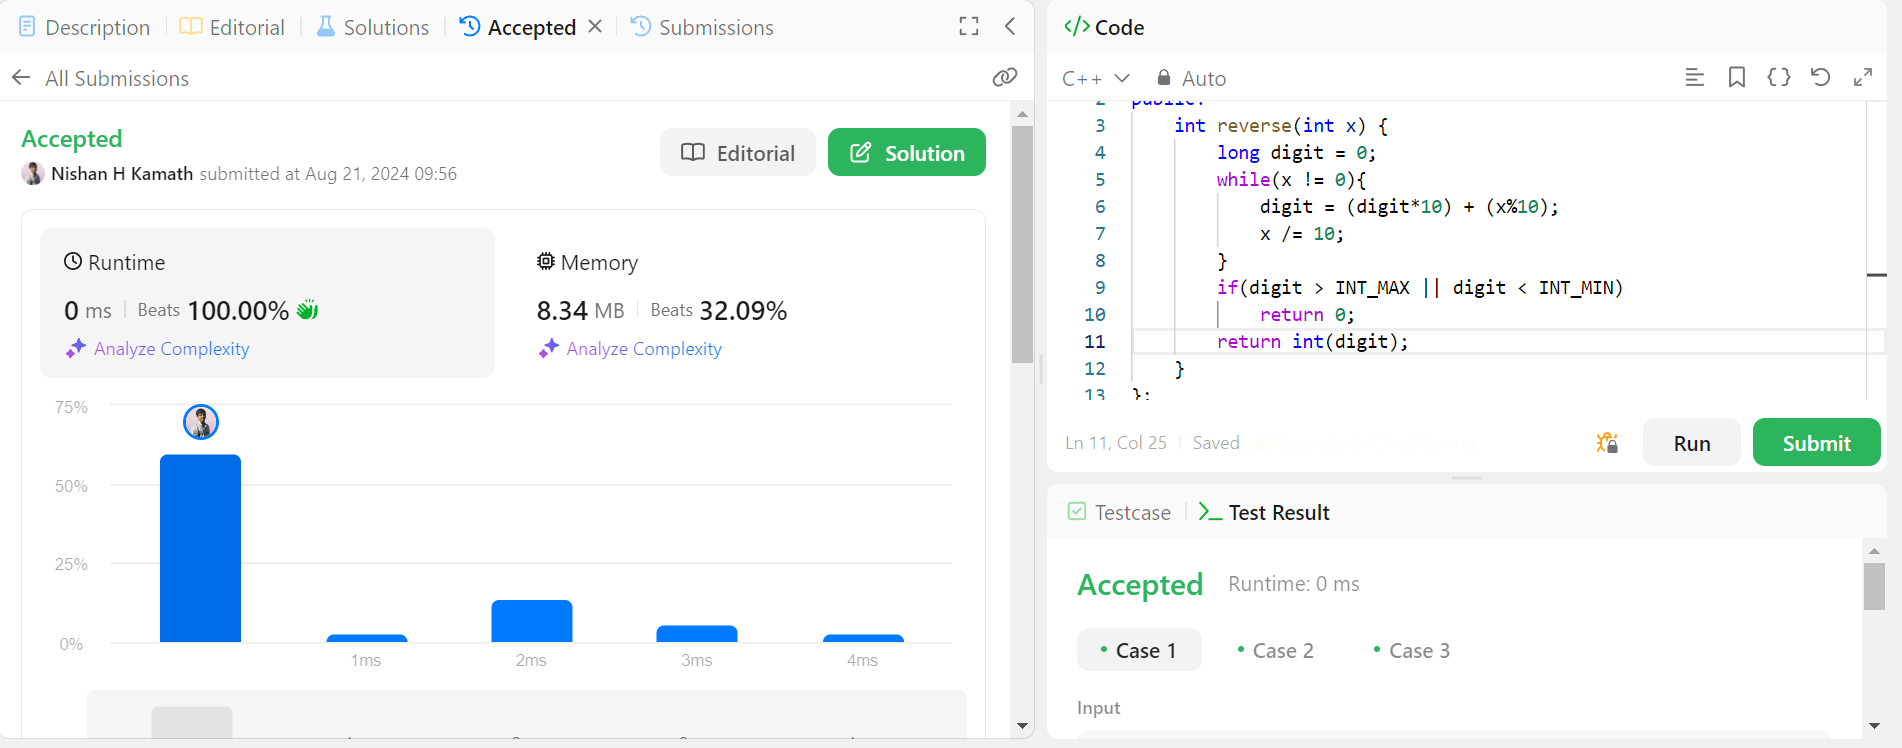 Description
Editorial
Solutions
Accepted
Submissions
All Submissions
Accepted
Nishan H Kamath submitted at Aug 21, 2024 09:56
Editorial
Solution
Runtime
0 ms
Beats 100.00%
Analyze Complexity
Memory
8.34 MB
Beats 32.09%
Analyze Complexity
75%
50%
25%
0%
1ms
2ms
3ms
4ms
</> Code
C++
Auto
2 public:
3 int reverse(int x) {
4 long digit = 0;
5 while(x != 0){
6 digit = (digit*10) + (x%10);
7 x /= 10;
8 }
9 if(digit > INT_MAX || digit < INT_MIN)
10 return 0;
11 return int(digit);
12 }
13 };
Ln 11, Col 25
Saved
Run
Submit
Testcase
Test Result
Accepted
Runtime: 0 ms
Case 1
Case 2
Case 3
Input